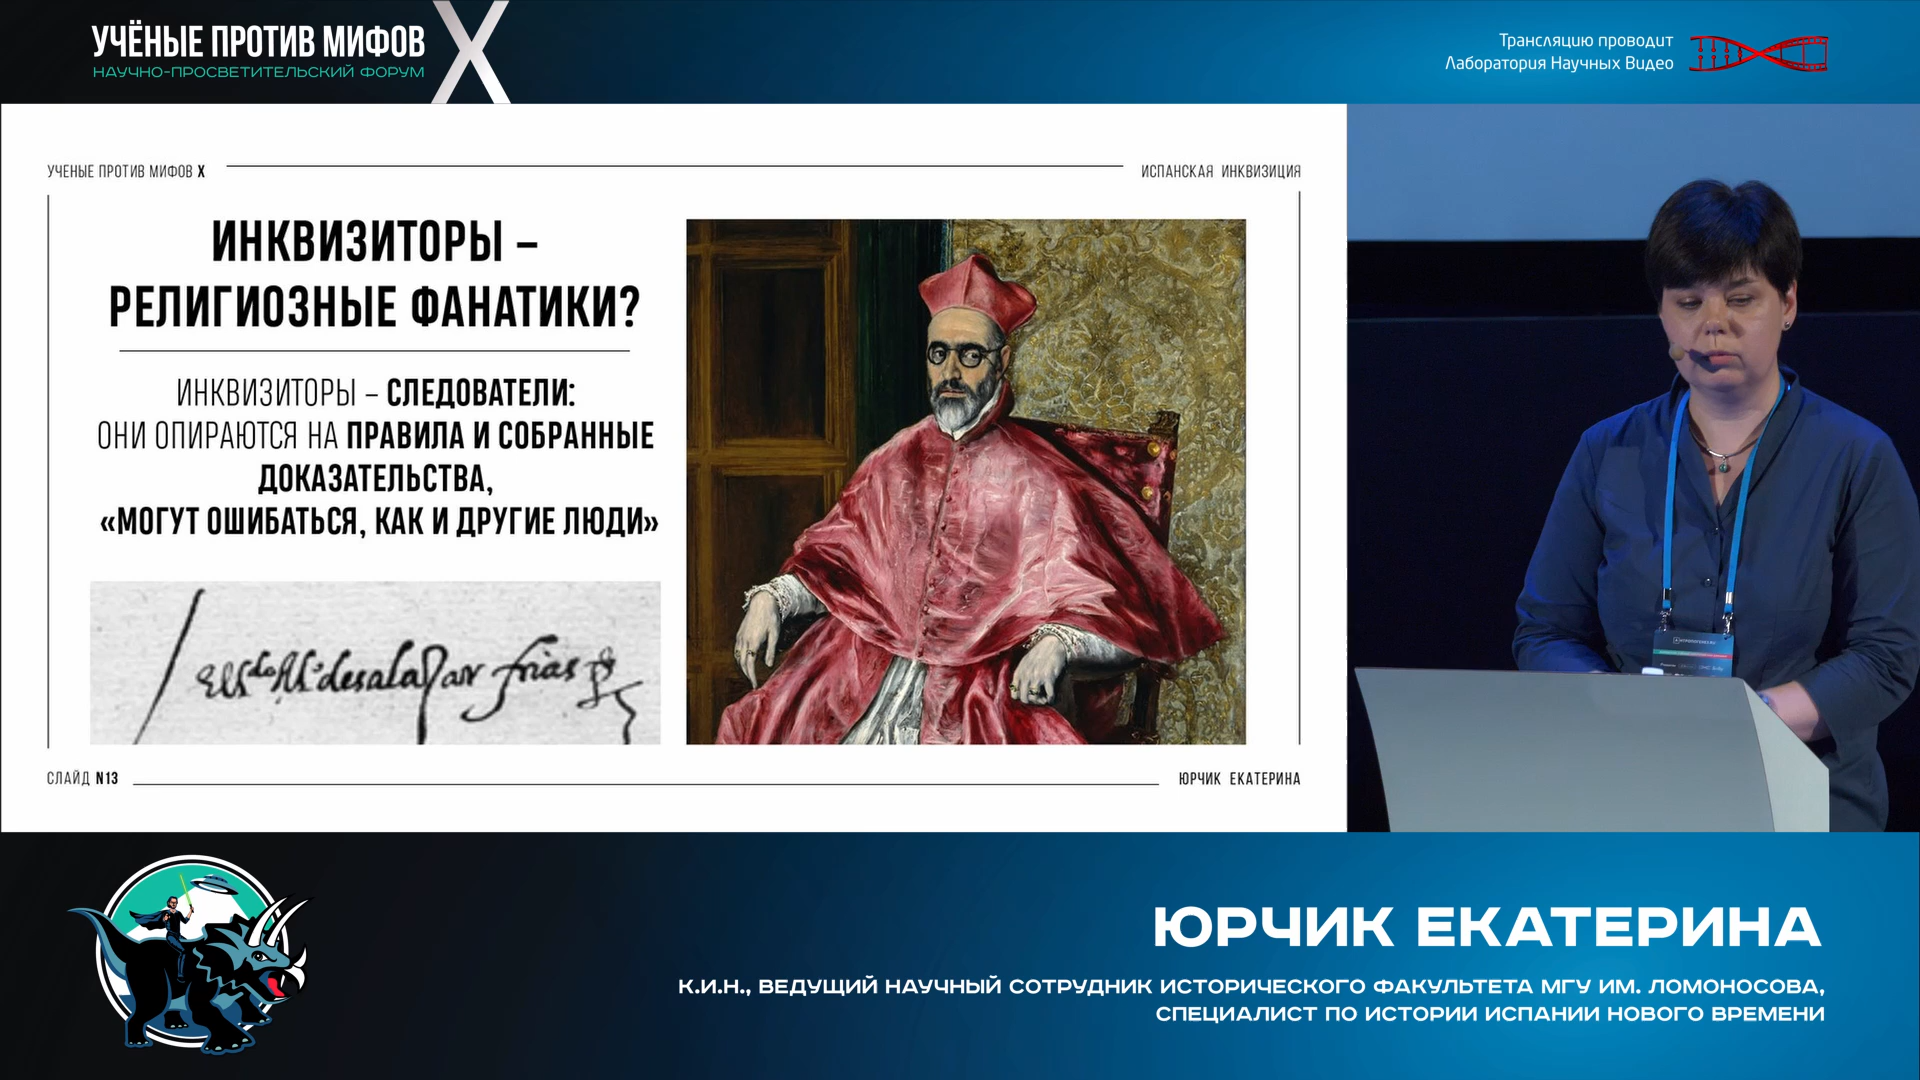 УЧЁНЫЕ ПРОТИВ МИФОВ X
НАУЧНО-ПРОСВЕТИТЕЛЬСКИЙ ФОРУМ
Трансляцию проводит
Лаборатория Научных Видео
УЧЕНЫЕ ПРОТИВ МИФОВ X
ИСПАНСКАЯ ИНКВИЗИЦИЯ
ИНКВИЗИТОРЫ –
РЕЛИГИОЗНЫЕ ФАНАТИКИ?
ИНКВИЗИТОРЫ – СЛЕДОВАТЕЛИ:
ОНИ ОПИРАЮТСЯ НА ПРАВИЛА И СОБРАННЫЕ
ДОКАЗАТЕЛЬСТВА,
«МОГУТ ОШИБАТЬСЯ, КАК И ДРУГИЕ ЛЮДИ»
desalaçar frias
СЛАЙД N13
ЮРЧИК ЕКАТЕРИНА
ЮРЧИК ЕКАТЕРИНА
К.И.Н., ВЕДУЩИЙ НАУЧНЫЙ СОТРУДНИК ИСТОРИЧЕСКОГО ФАКУЛЬТЕТА МГУ ИМ. ЛОМОНОСОВА,
СПЕЦИАЛИСТ ПО ИСТОРИИ ИСПАНИИ НОВОГО ВРЕМЕНИ